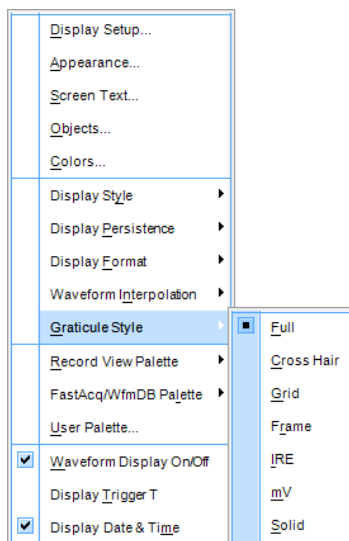 Display Setup...
Appearance...
Screen Text...
Objects...
Colors...
Display Style
Display Persistence
Display Format
Waveform Interpolation
Graticule Style
Record View Palette
FastAcq/WfmDB Palette
User Palette...
Waveform Display On/Off
Display Trigger T
Display Date & Time
Full
Cross Hair
Grid
Frame
IRE
mV
Solid